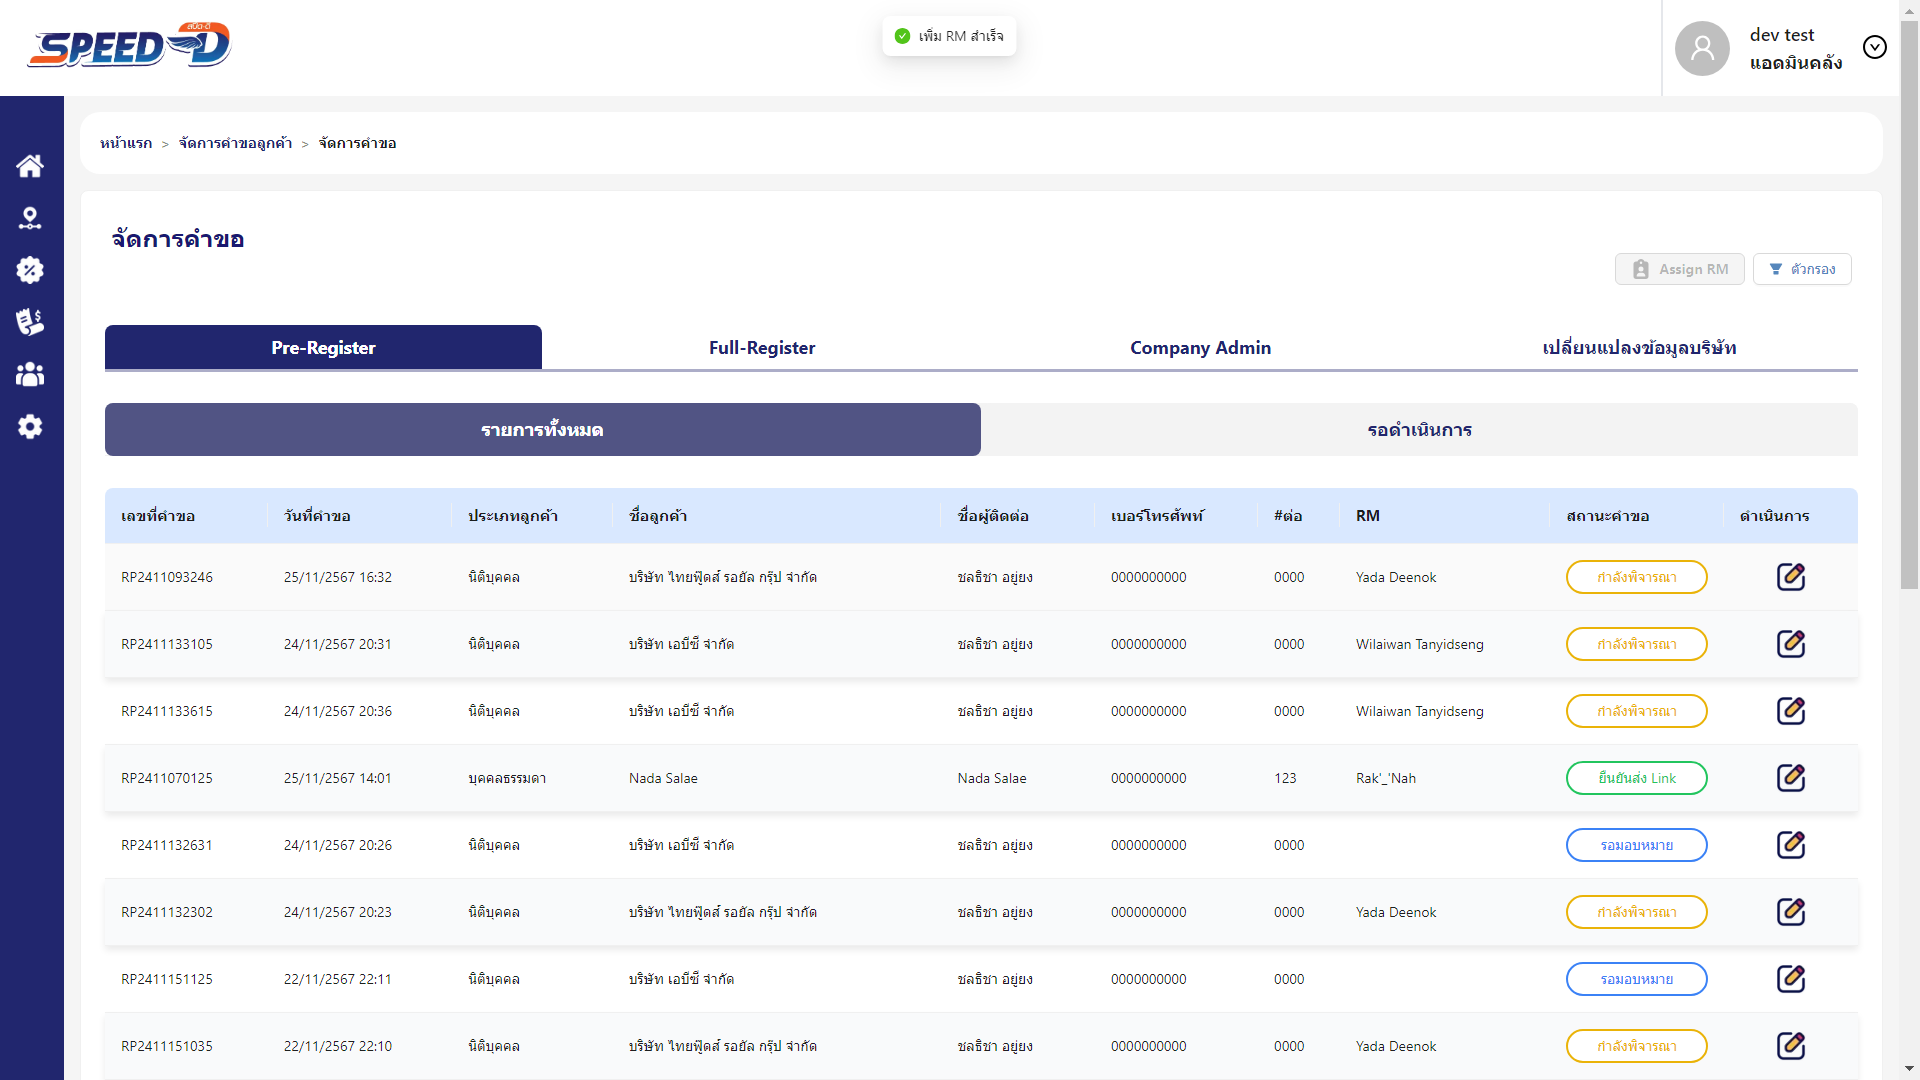 สปีด-ดี
SPEED D
เพิ่ม RM สำเร็จ
dev test
แอดมินคลัง
หน้าแรก > จัดการคำขอลูกค้า > จัดการคำขอ
จัดการคำขอ
Assign RM ตัวกรอง
Pre-Register Full-Register Company Admin เปลี่ยนแปลงข้อมูลบริษัท
รายการทั้งหมด รอดำเนินการ
เลขที่คำขอ วันที่คำขอ ประเภทลูกค้า ชื่อลูกค้า ชื่อผู้ติดต่อ เบอร์โทรศัพท์ #ต่อ RM สถานะคำขอ ดำเนินการ
RP2411093246 25/11/2567 16:32 นิติบุคคล บริษัท ไทยฟู๊ดส์ รอยัล กรุ๊ป จำกัด ชลธิชา อยู่ยง 0000000000 0000 Yada Deenok กำลังพิจารณา
RP2411133105 24/11/2567 20:31 นิติบุคคล บริษัท เอบีซี จำกัด ชลธิชา อยู่ยง 0000000000 0000 Wilaiwan Tanyidseng กำลังพิจารณา
RP2411133615 24/11/2567 20:36 นิติบุคคล บริษัท เอบีซี จำกัด ชลธิชา อยู่ยง 0000000000 0000 Wilaiwan Tanyidseng กำลังพิจารณา
RP2411070125 25/11/2567 14:01 บุคคลธรรมดา Nada Salae Nada Salae 0000000000 123 Rak'_'Nah ยืนยันส่ง Link
RP2411132631 24/11/2567 20:26 นิติบุคคล บริษัท เอบีซี จำกัด ชลธิชา อยู่ยง 0000000000 0000 รอมอบหมาย
RP2411132302 24/11/2567 20:23 นิติบุคคล บริษัท ไทยฟู๊ดส์ รอยัล กรุ๊ป จำกัด ชลธิชา อยู่ยง 0000000000 0000 Yada Deenok กำลังพิจารณา
RP2411151125 22/11/2567 22:11 นิติบุคคล บริษัท เอบีซี จำกัด ชลธิชา อยู่ยง 0000000000 0000 รอมอบหมาย
RP2411151035 22/11/2567 22:10 นิติบุคคล บริษัท ไทยฟู๊ดส์ รอยัล กรุ๊ป จำกัด ชลธิชา อยู่ยง 0000000000 0000 Yada Deenok กำลังพิจารณา